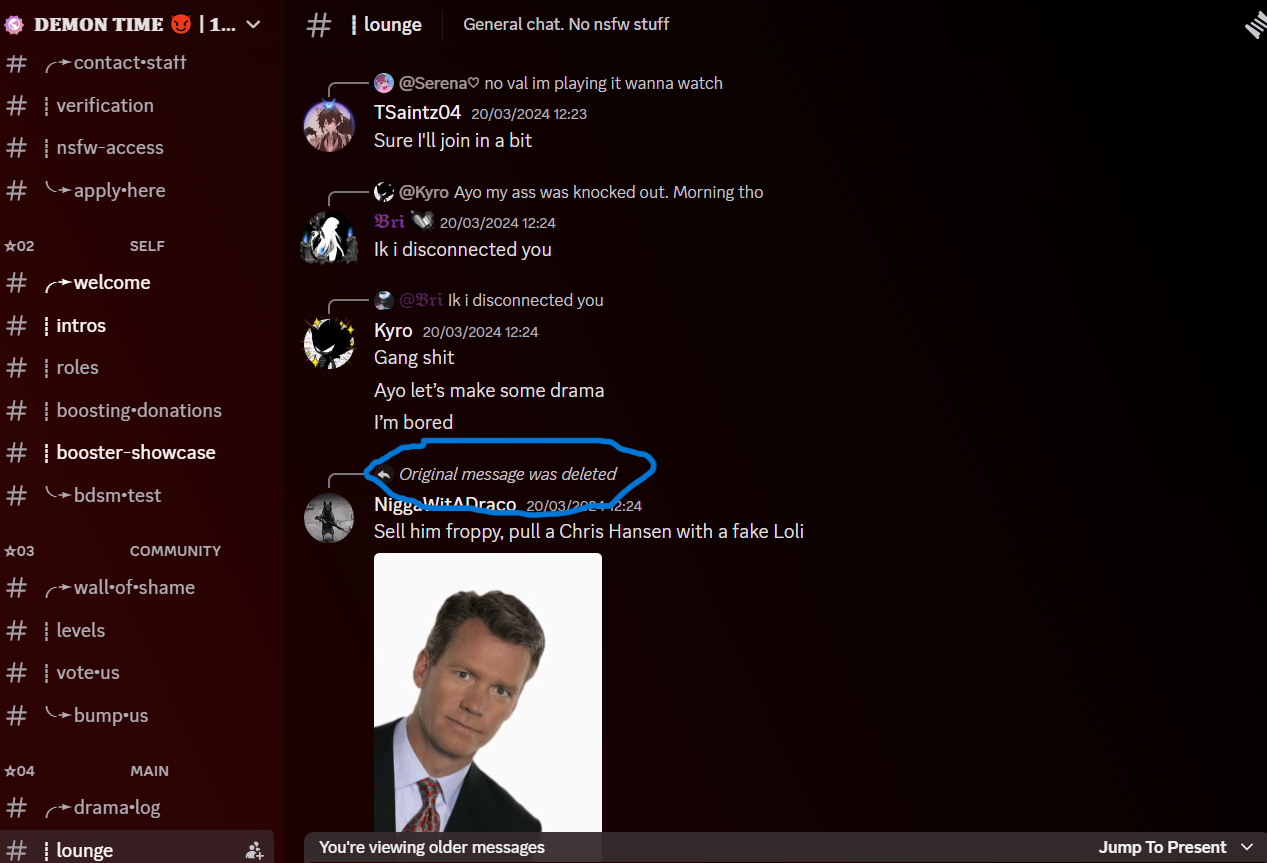 DEMON TIME 😈 | 1...
contact•staff
verification
nsfw-access
apply•here
☆02 SELF
welcome
intros
roles
boosting•donations
booster-showcase
bdsm•test
☆03 COMMUNITY
wall•of•shame
levels
vote•us
bump•us
☆04 MAIN
drama•log
lounge
lounge General chat. No nsfw stuff
@Serena♡ no val im playing it wanna watch
TSaintz04 20/03/2024 12:23
Sure I'll join in a bit
@Kyro Ayo my ass was knocked out. Morning tho
𝕭𝖗𝖎 20/03/2024 12:24
Ik i disconnected you
@𝕭𝖗𝖎 Ik i disconnected you
Kyro 20/03/2024 12:24
Gang shit
Ayo let’s make some drama
I’m bored
Original message was deleted
NiggaWitADraco 20/03/2024 12:24
Sell him froppy, pull a Chris Hansen with a fake Loli
You're viewing older messages
Jump To Present